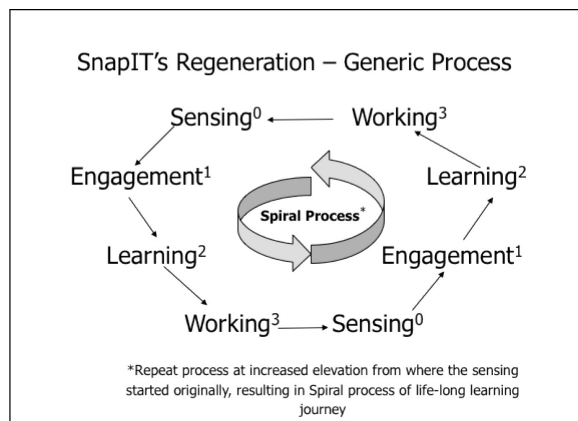 SnapIT’s Regeneration – Generic Process
Sensing⁰
Working³
Engagement¹
Learning²
Spiral Process*
Learning²
Engagement¹
Working³
Sensing⁰
*Repeat process at increased elevation from where the sensing
started originally, resulting in Spiral process of life-long learning
journey